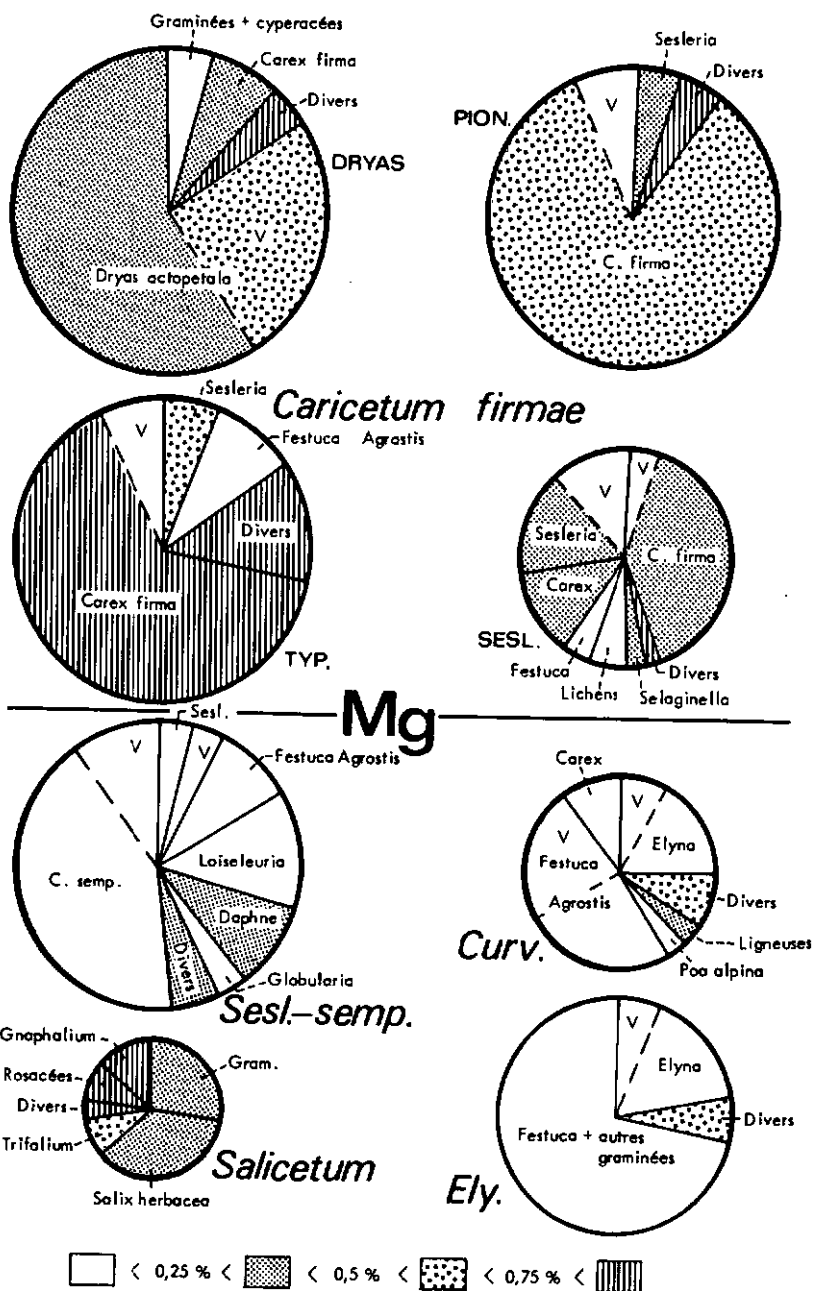 Graminées + cyperacées
Carex firma
Divers
DRYAS
V
Dryas actopetala
Sesleria
Divers
PION.
V
C. firma
Caricetum firmae
Sesleria
Festuca Agrostis
V
Divers
Carex firma
TYP.
V
V
Sesleria
C. firma
Carex
SESL.
Festuca
Lichens
Selaginella
Divers
Mg
Sesl.
V
V
Festuca Agrostis
Loiseleuria
C. semp.
Daphne
Divers
Globularia
Sesl.-semp.
Carex
V
V
Elyna
Festuca
Agrostis
Divers
Ligneuses
Poa alpina
Curv.
Gnaphalium
Rosacées
Divers
Trifalium
Gram.
Salix herbacea
Salicetum
V
Elyna
Divers
Festuca + autres
graminées
Ely.
< 0,25 % < < 0,5 % < < 0,75 % <